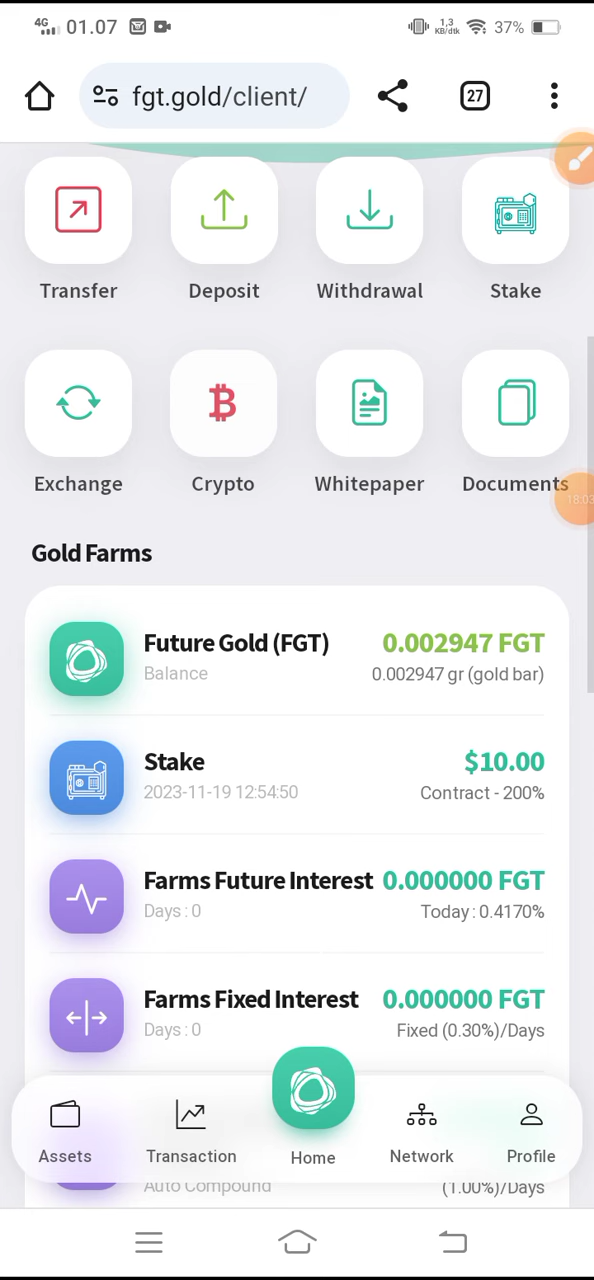 4G 01.07 1,3 KB/dtk 37%
fgt.gold/client/ 27
Transfer Deposit Withdrawal Stake
Exchange Crypto Whitepaper Documents
18:03
Gold Farms
Future Gold (FGT) 0.002947 FGT
Balance 0.002947 gr (gold bar)
Stake $10.00
2023-11-19 12:54:50 Contract - 200%
Farms Future Interest 0.000000 FGT
Days : 0 Today : 0.4170%
Farms Fixed Interest 0.000000 FGT
Days : 0 Fixed (0.30%)/Days
Assets Transaction Home Network Profile
Auto Compound (1.00%)/Days